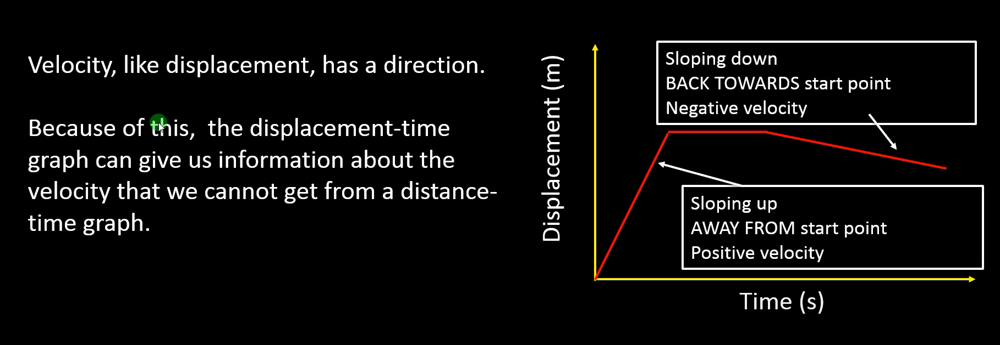 Velocity, like displacement, has a direction.
Because of this,  the displacement-time
graph can give us information about the
velocity that we cannot get from a distance-
time graph.
Displacement (m)
Sloping down
BACK TOWARDS start point
Negative velocity
Sloping up
AWAY FROM start point
Positive velocity
Time (s)